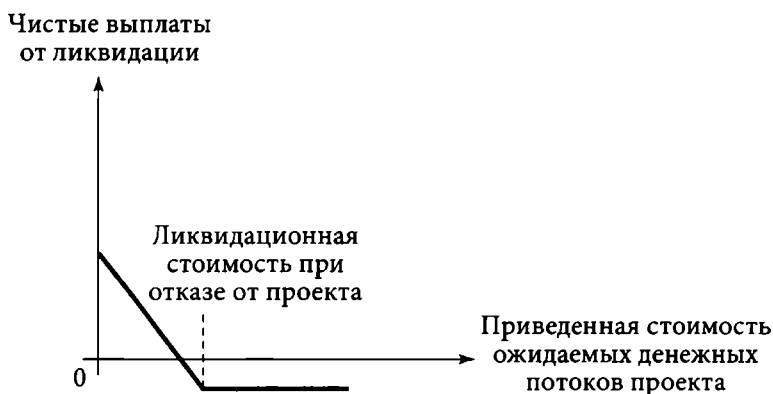 Чистые выплаты
от ликвидации
Ликвидационная
стоимость при
отказе от проекта
0
Приведенная стоимость
ожидаемых денежных
потоков проекта